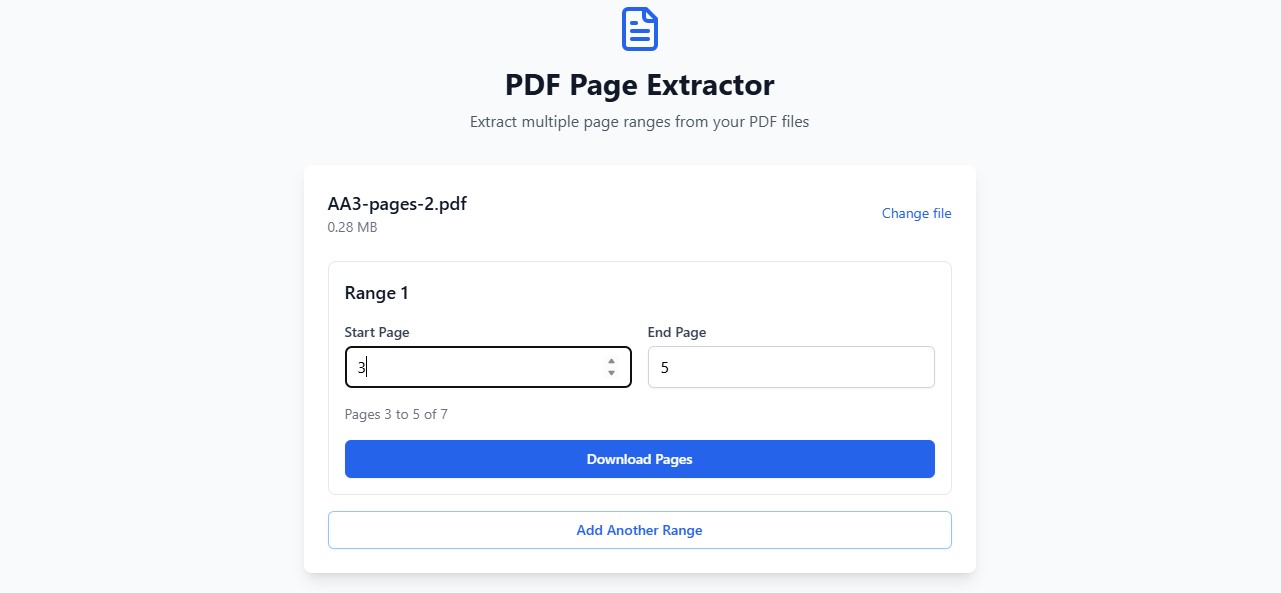 PDF Page Extractor
Extract multiple page ranges from your PDF files
AA3-pages-2.pdf
0.28 MB
Change file
Range 1
Start Page
End Page
3
5
Pages 3 to 5 of 7
Download Pages
Add Another Range